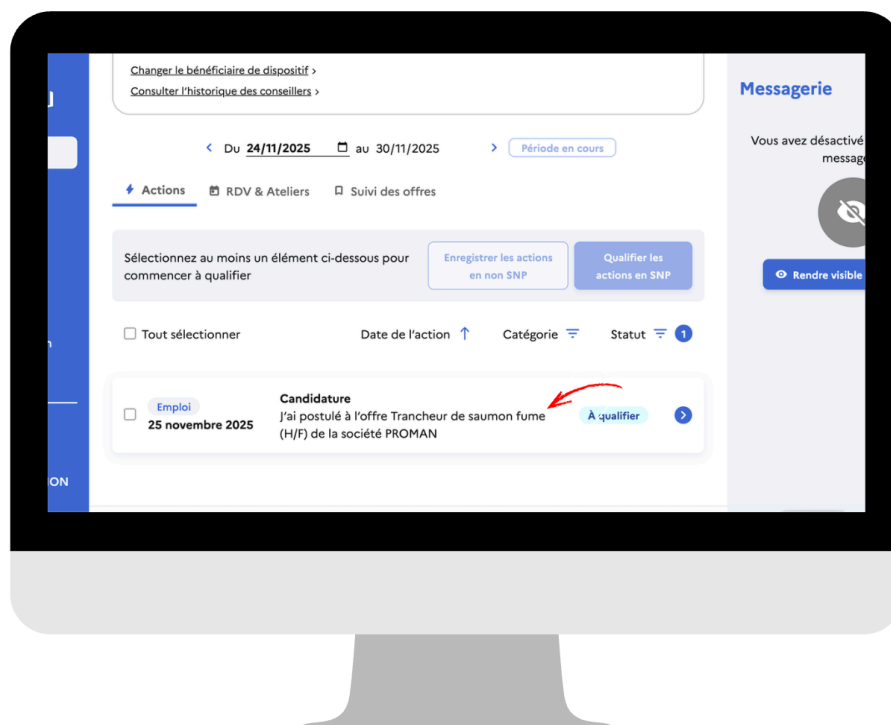 Changer le bénéficiaire de dispositif >
Consulter l'historique des conseillers >
Messagerie
Vous avez désactivé
Du 24/11/2025 au 30/11/2025
Période en cours
Actions
RDV & Ateliers
Suivi des offres
Sélectionnez au moins un élément ci-dessous pour
commencer à qualifier
Enregistrer les actions
en non SNP
Qualifier les
actions en SNP
Rendre visible
Tout sélectionner
Date de l'action
Catégorie
Statut
1
Emploi
25 novembre 2025
Candidature
J'ai postulé à l'offre Trancheur de saumon fume
(H/F) de la société PROMAN
À qualifier
ON